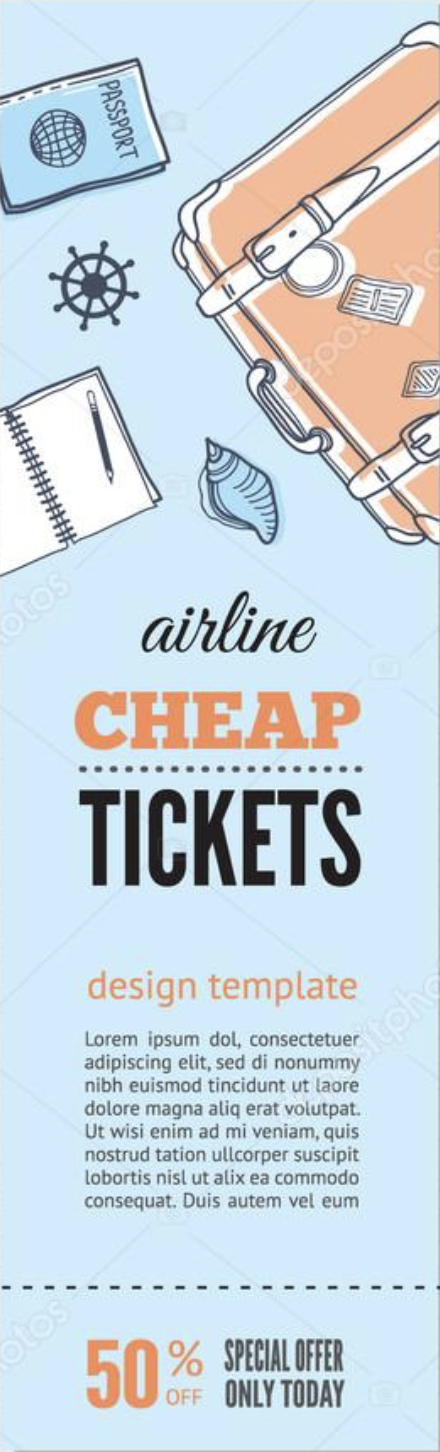 PASSPORT
airline
CHEAP
TICKETS
design template
Lorem ipsum dol, consectetuer
adipiscing elit, sed di nonummy
nibh euismod tincidunt ut laore
dolore magna aliq erat volutpat.
Ut wisi enim ad mi veniam, quis
nostrud tation ullcorper suscipit
lobortis nisl ut alix ea commodo
consequat. Duis autem vel eum
50% OFF
SPECIAL OFFER
ONLY TODAY